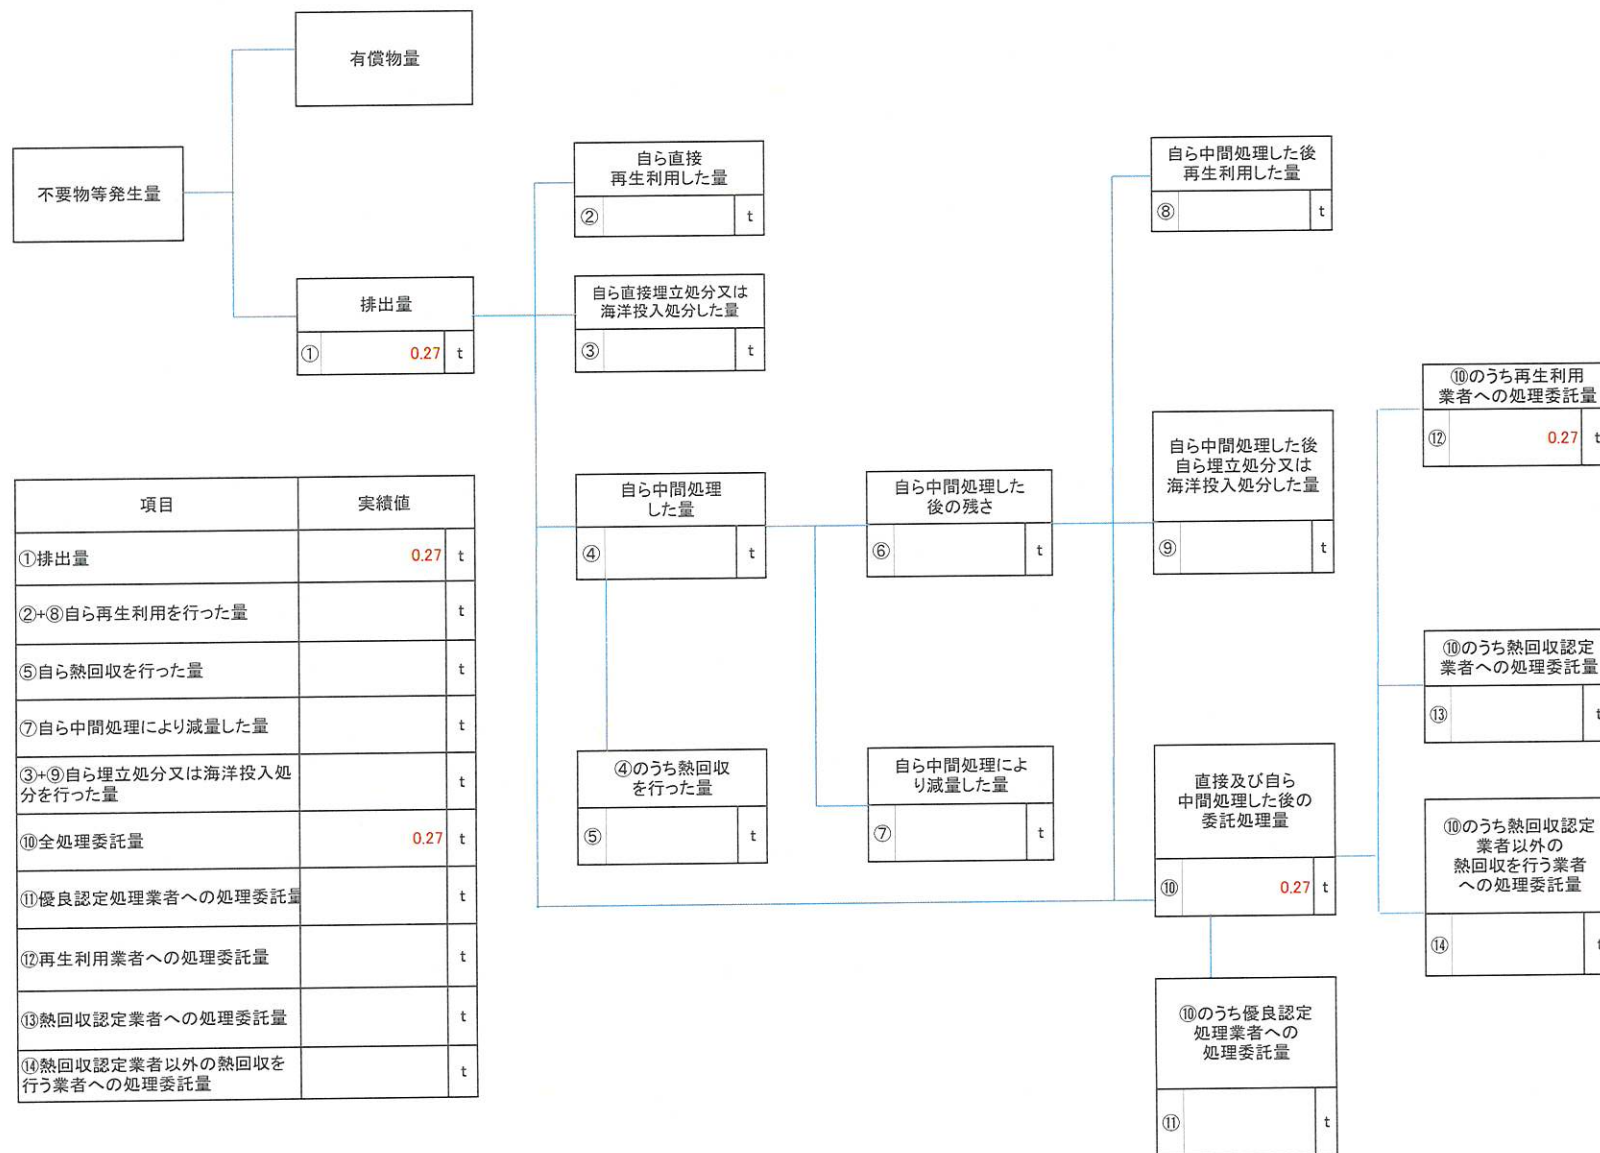 有償物量
不要物等発生量
排出量
① 0.27 t
自ら直接
再生利用した量
② t
自ら直接埋立処分又は
海洋投入処分した量
③ t
自ら中間処理
した量
④ t
④のうち熱回収
を行った量
⑤ t
自ら中間処理した
後の残さ
⑥ t
自ら中間処理によ
り減量した量
⑦ t
自ら中間処理した後
再生利用した量
⑧ t
自ら中間処理した後
自ら埋立処分又は
海洋投入処分した量
⑨ t
直接及び自ら
中間処理した後の
委託処理量
⑩ 0.27 t
⑩のうち優良認定
処理業者への
処理委託量
⑪ t
⑩のうち再生利用
業者への処理委託量
⑫ 0.27 t
⑩のうち熱回収認定
業者への処理委託量
⑬ t
⑩のうち熱回収認定
業者以外の
熱回収を行う業者
への処理委託量
⑭ t
項目 実績値
①排出量 0.27 t
②+⑧自ら再生利用を行った量 t
⑤自ら熱回収を行った量 t
⑦自ら中間処理により減量した量 t
③+⑨自ら埋立処分又は海洋投入処
分を行った量 t
⑩全処理委託量 0.27 t
⑪優良認定処理業者への処理委託量 t
⑫再生利用業者への処理委託量 t
⑬熱回収認定業者への処理委託量 t
⑭熱回収認定業者以外の熱回収を
行う業者への処理委託量 t